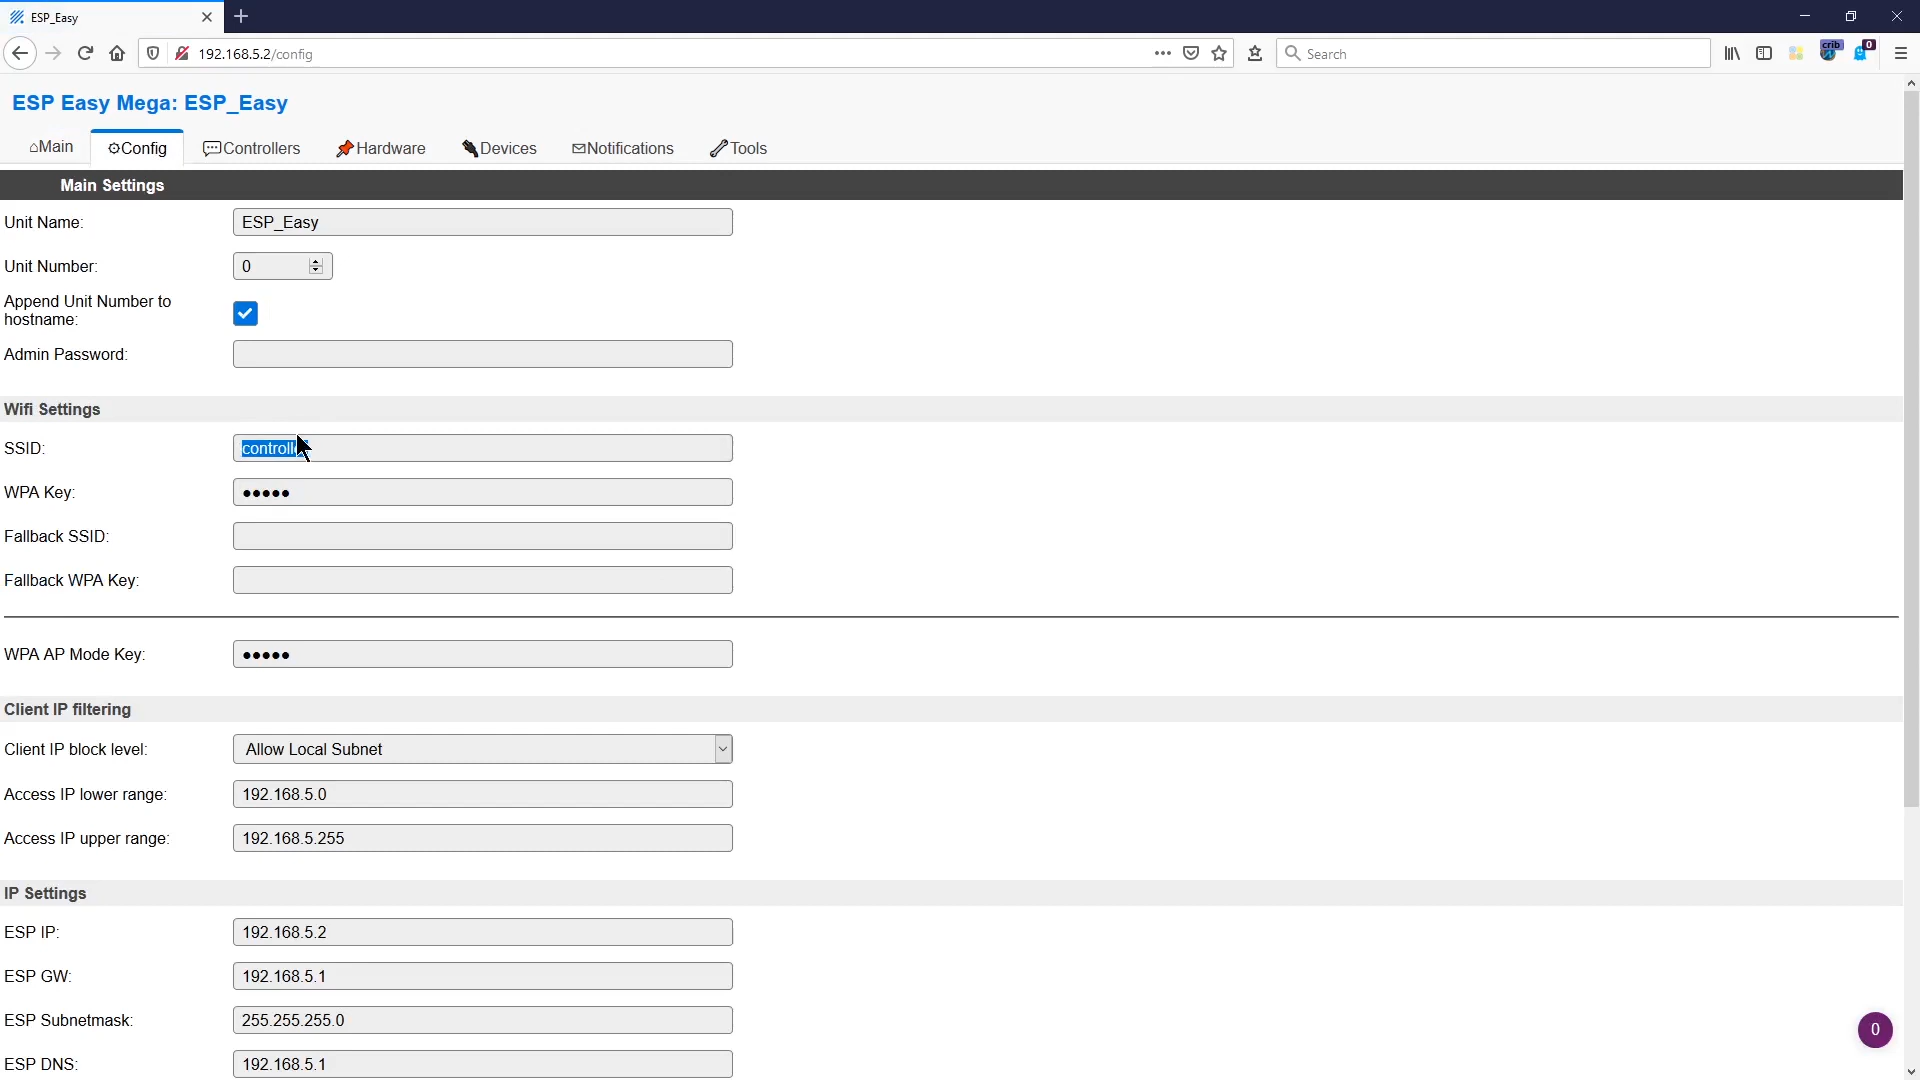 ESP_Easy
192.168.5.2/config
Search
crib
0
ESP Easy Mega: ESP_Easy
Main
Config
Controllers
Hardware
Devices
Notifications
Tools
Main Settings
Unit Name:
ESP_Easy
Unit Number:
0
Append Unit Number to
hostname:
Admin Password:
Wifi Settings
SSID:
WPA Key:
●●●●●
Fallback SSID:
Fallback WPA Key:
WPA AP Mode Key:
●●●●●
Client IP filtering
Client IP block level:
Allow Local Subnet
Access IP lower range:
192.168.5.0
Access IP upper range:
192.168.5.255
IP Settings
ESP IP:
192.168.5.2
ESP GW:
192.168.5.1
ESP Subnetmask:
255.255.255.0
ESP DNS:
192.168.5.1
0